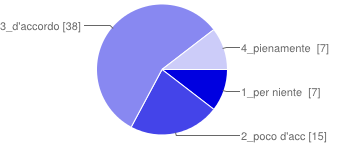 3_d'accordo [38]
4_pienamente [7]
1_per niente [7]
2_poco d'acc [15]